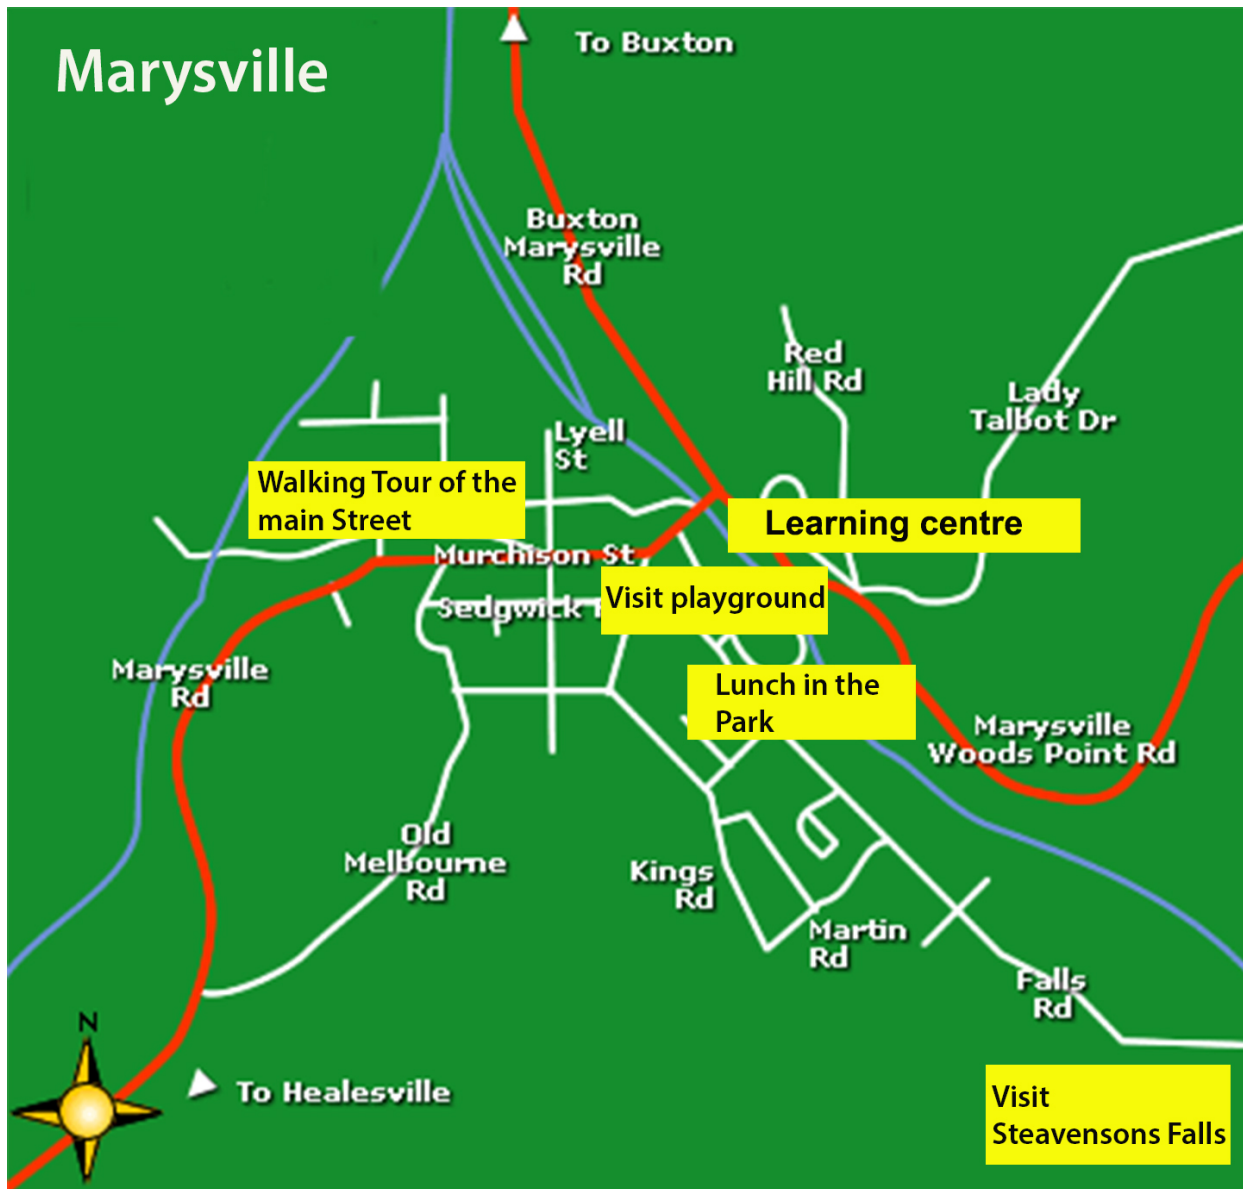 Marysville
To Buxton
Buxton
Marysville
Rd
Red
Hill Rd
Lady
Talbot Dr
Lyell
St
Walking Tour of the
main Street
Learning centre
Murchison St
Visit playground
Sedgwick
Marysville
Rd
Lunch in the
Park
Marysville
Woods Point Rd
Old
Melbourne
Rd
Kings
Rd
Martin
Rd
Falls
Rd
N
To Healesville
Visit
Steavensons Falls